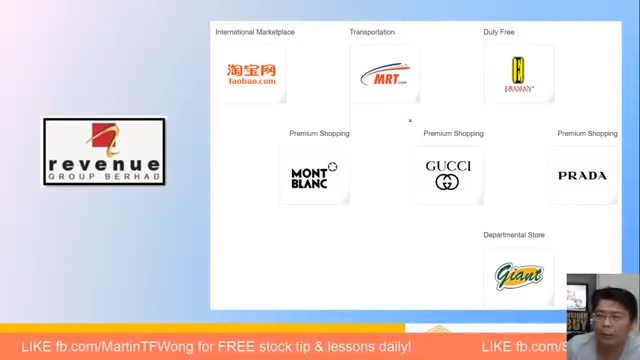 International Marketplace
Transportation
Duty Free
淘宝网
Taobao.com
MRT
revenue
GROUP BERHAD
Premium Shopping
Premium Shopping
Premium Shopping
MONT
BLANC
GUCCI
PRADA
Departmental Store
Giant
BUY
LIKE fb.com/MartinTFWong for FREE stock tip & lessons daily!
LIKE fb.com/